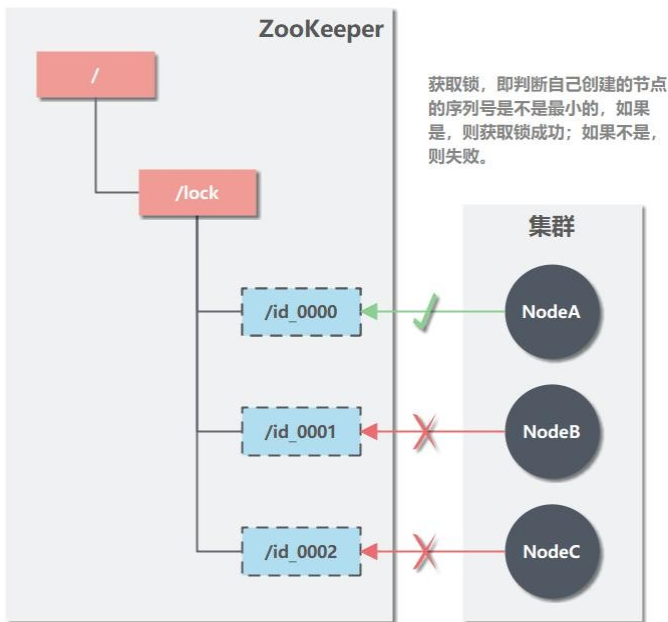 ZooKeeper
/
获取锁，即判断自己创建的节点
的序列号是不是最小的，如果
是，则获取锁成功；如果不是，
则失败。
/lock
集群
/id_0000
NodeA
/id_0001
NodeB
/id_0002
NodeC